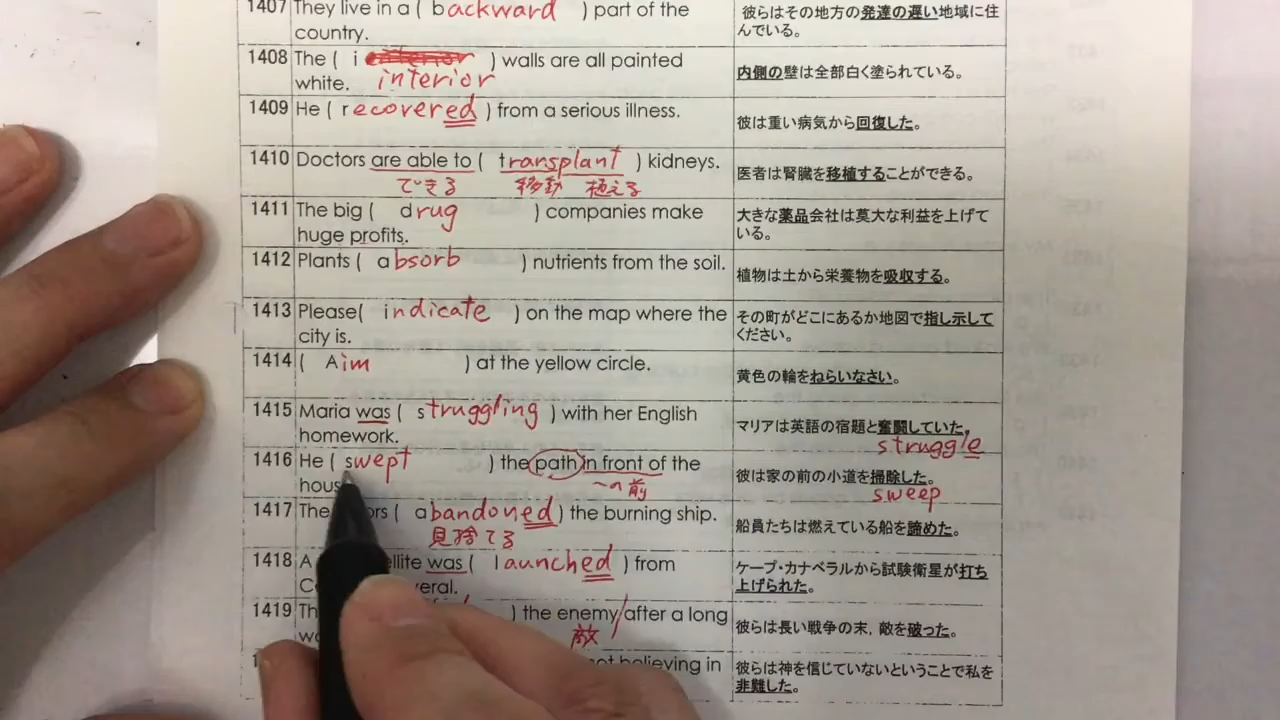 1407 They live in a ( backward ) part of the
country.
彼らはその地方の発達の遅い地域に住
んでいる。
1408 The ( i ) walls are all painted
white. interior
内側の壁は全部白く塗られている。
1409 He ( recovered ) from a serious illness.
彼は重い病気から回復した。
1410 Doctors are able to ( transplant ) kidneys.
できる 移動 植える
医者は腎臓を移植することができる。
1411 The big ( drug ) companies make
huge profits.
大きな薬品会社は莫大な利益を上げて
いる。
1412 Plants ( absorb ) nutrients from the soil.
植物は土から栄養物を吸収する。
1413 Please( indicate ) on the map where the
city is.
その町がどこにあるか地図で指し示して
ください。
1414 ( Aim ) at the yellow circle.
黄色の輪をねらいなさい。
1415 Maria was ( struggling ) with her English
homework.
マリアは英語の宿題と奮闘していた。
struggle
1416 He ( swept ) the path in front of the
〜の前
彼は家の前の小道を掃除した。
sweep
1417 The ( abandoned ) the burning ship.
見捨てる
船員たちは燃えている船を諦めた。
1418 A was ( launched ) from
ケープ・カナベラルから試験衛星が打ち
上げられた。
1419 ) the enemy/after a long
敵
彼らは長い戦争の末，敵を破った。
not believing in
彼らは神を信じていないということで私を
非難した。